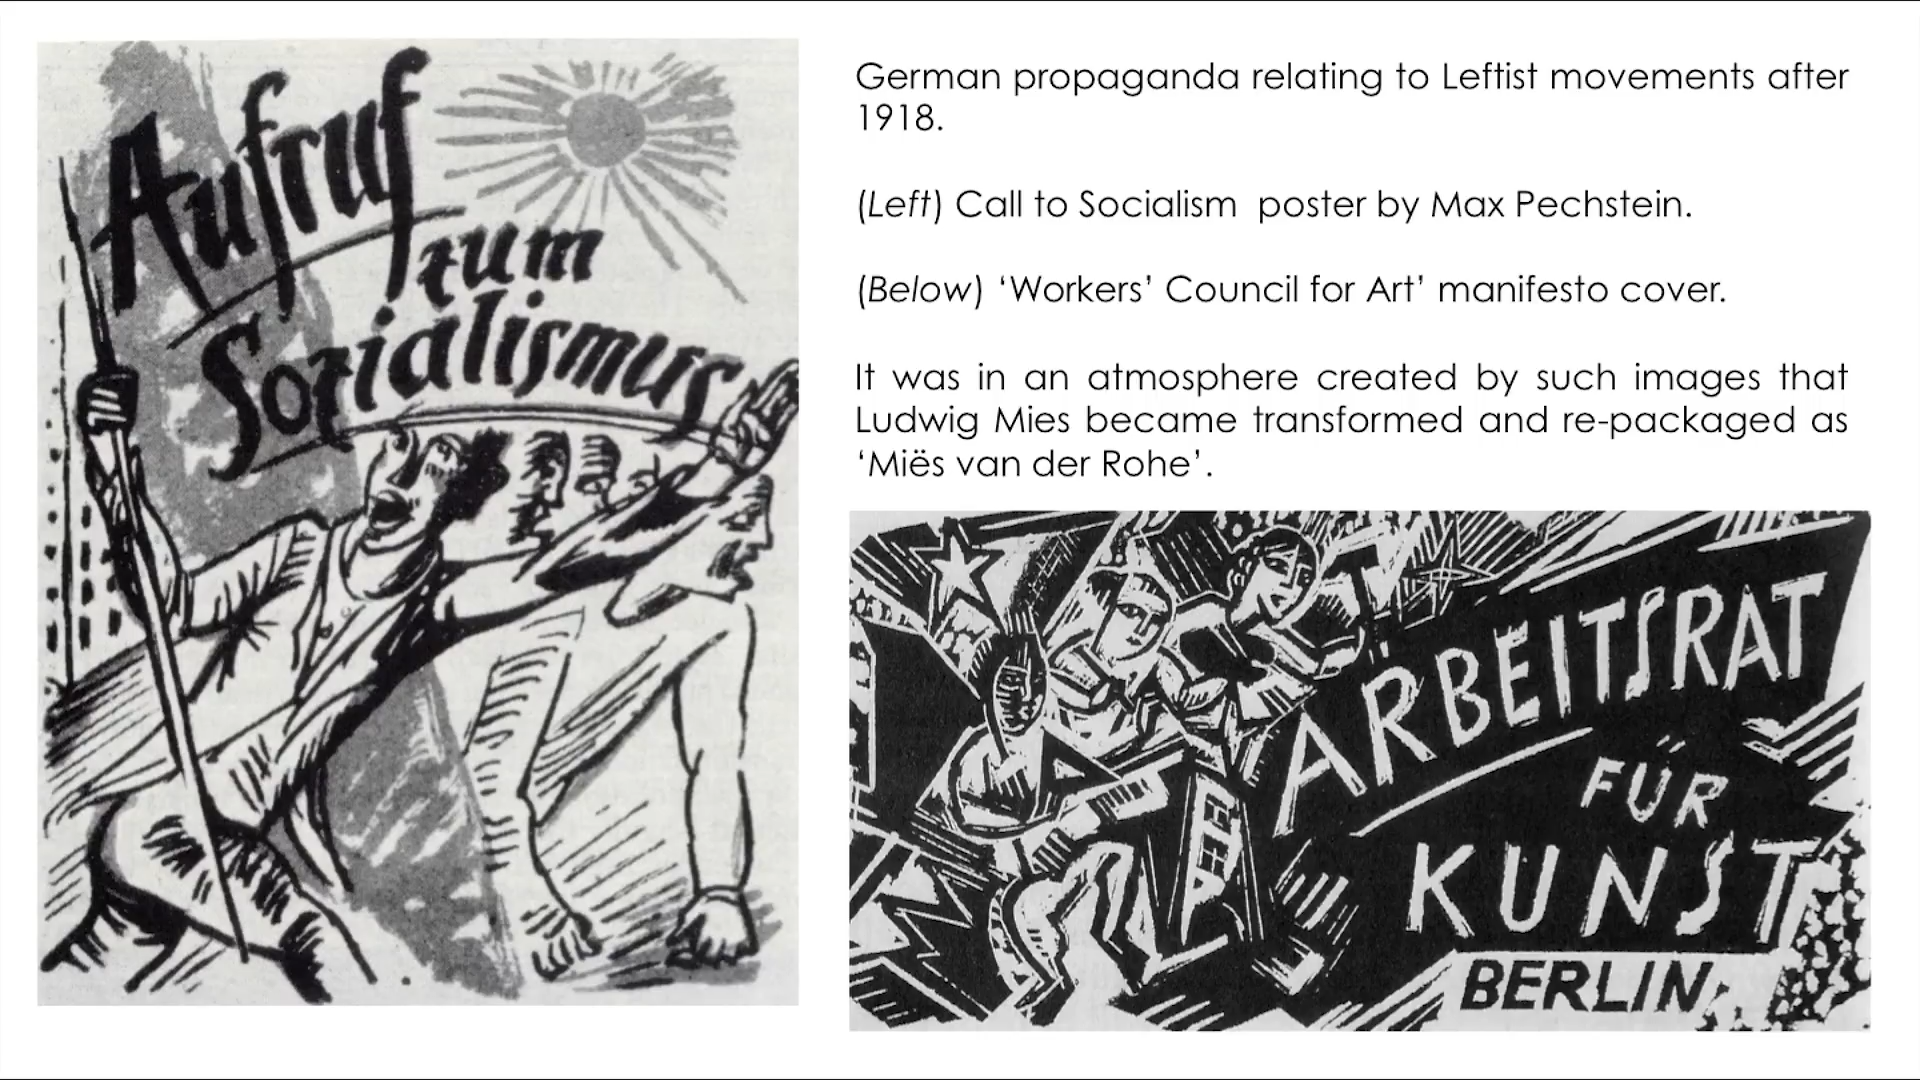 Aufruf
zum
Sozialismus
German propaganda relating to Leftist movements after
1918.
(Left) Call to Socialism poster by Max Pechstein.
(Below) ‘Workers’ Council for Art’ manifesto cover.
It was in an atmosphere created by such images that
Ludwig Mies became transformed and re-packaged as
‘Miës van der Rohe’.
ARBEITSRAT
FÜR
KUNST
BERLIN